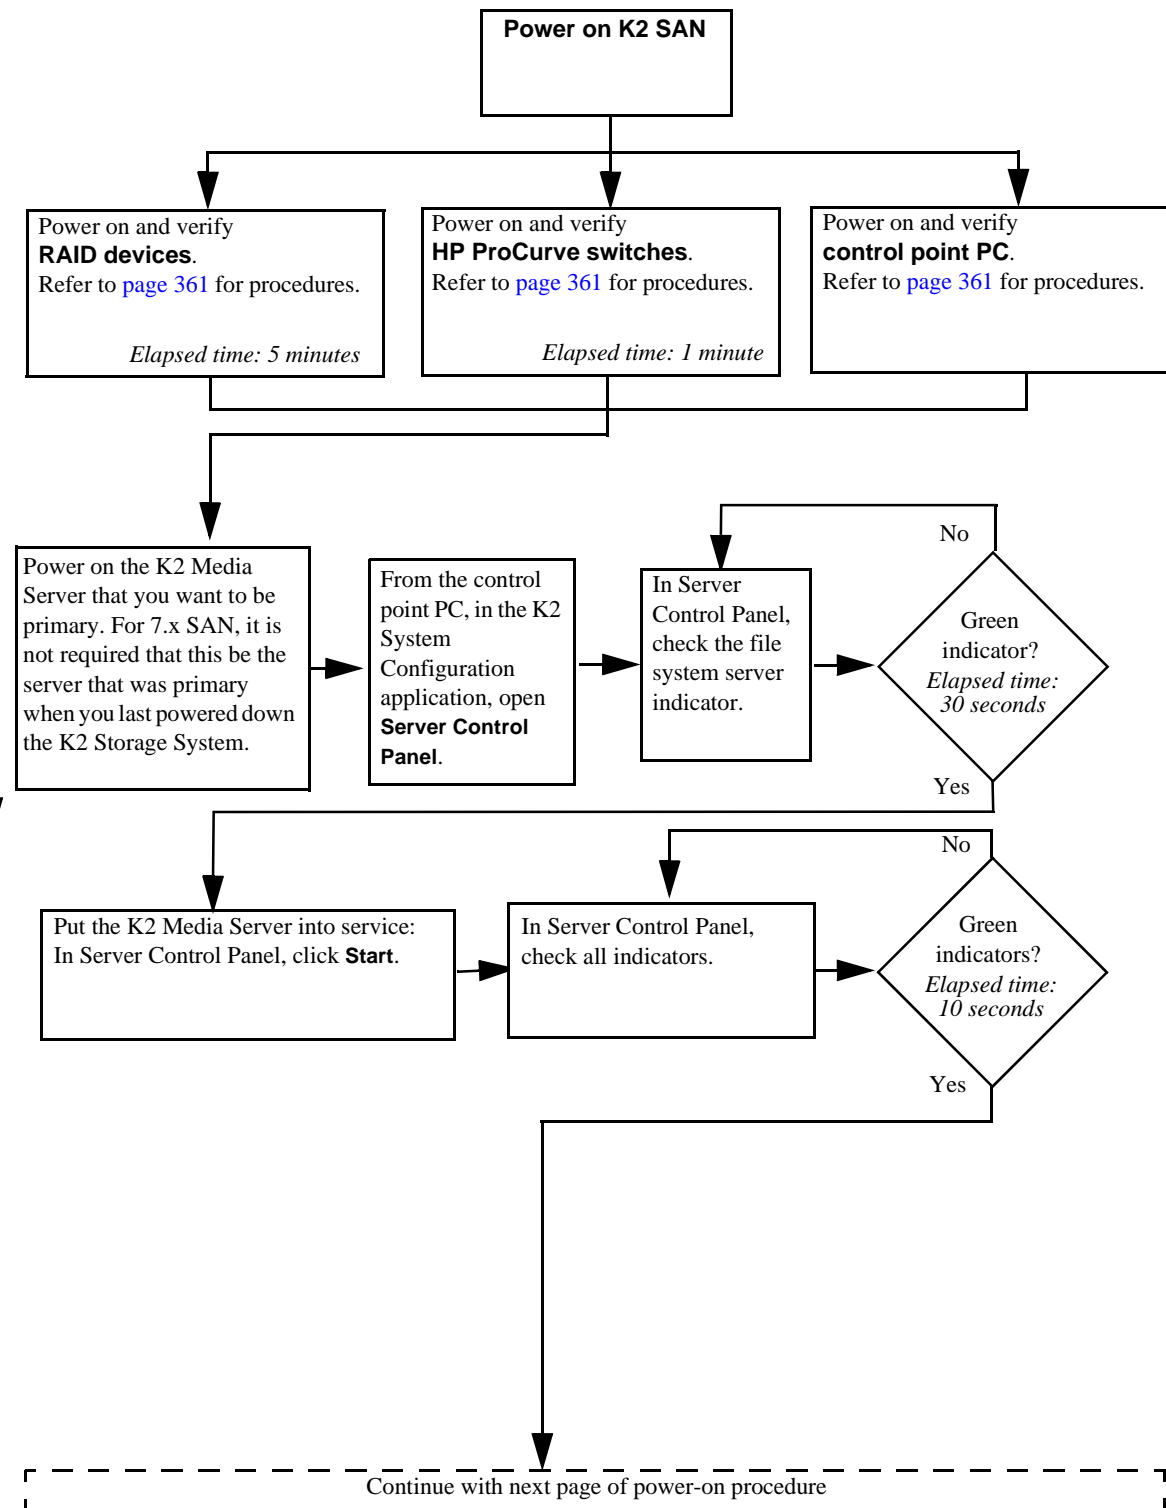 Power on K2 SAN
Power on and verify
RAID devices.
Refer to page 361 for procedures.
Elapsed time: 5 minutes
Power on and verify
HP ProCurve switches.
Refer to page 361 for procedures.
Elapsed time: 1 minute
Power on and verify
control point PC.
Refer to page 361 for procedures.
Power on the K2 Media
Server that you want to be
primary. For 7.x SAN, it is
not required that this be the
server that was primary
when you last powered down
the K2 Storage System.
From the control
point PC, in the K2
System
Configuration
application, open
Server Control
Panel.
In Server
Control Panel,
check the file
system server
indicator.
No
Green
indicator?
Elapsed time:
30 seconds
Yes
Put the K2 Media Server into service:
In Server Control Panel, click Start.
In Server Control Panel,
check all indicators.
No
Green
indicators?
Elapsed time:
10 seconds
Yes
Continue with next page of power-on procedure